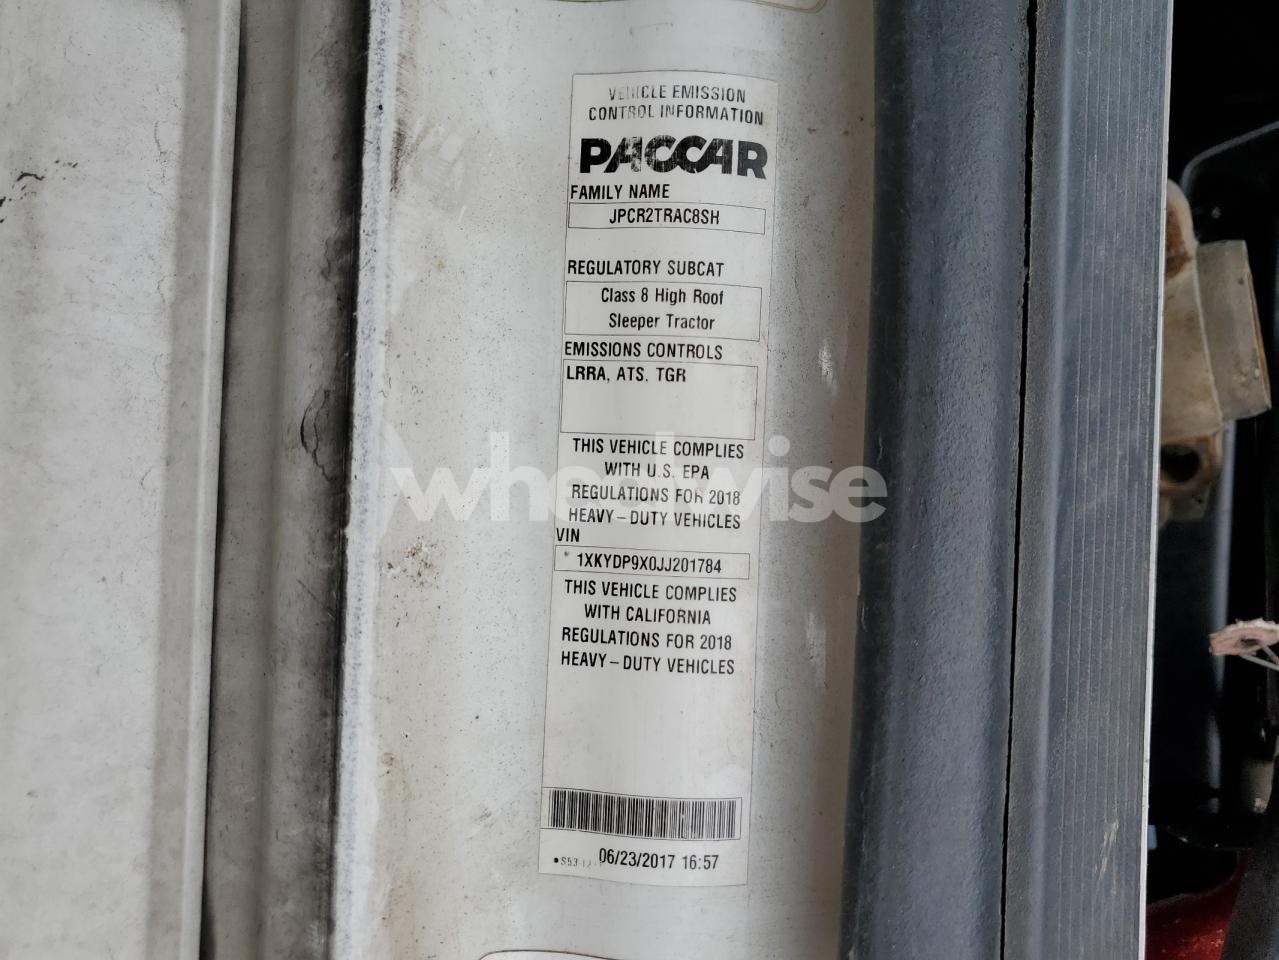 VEHICLE EMISSION
CONTROL INFORMATION
PACCAR
FAMILY NAME
JPCR2TRAC8SH
REGULATORY SUBCAT
Class 8 High Roof
Sleeper Tractor
EMISSIONS CONTROLS
LRRA, ATS, TGR
THIS VEHICLE COMPLIES
WITH U.S. EPA
REGULATIONS FOR 2018
HEAVY-DUTY VEHICLES
VIN
* 1XKYDP9X0JJ201784
THIS VEHICLE COMPLIES
WITH CALIFORNIA
REGULATIONS FOR 2018
HEAVY-DUTY VEHICLES
06/23/2017 16:57
wheelwise